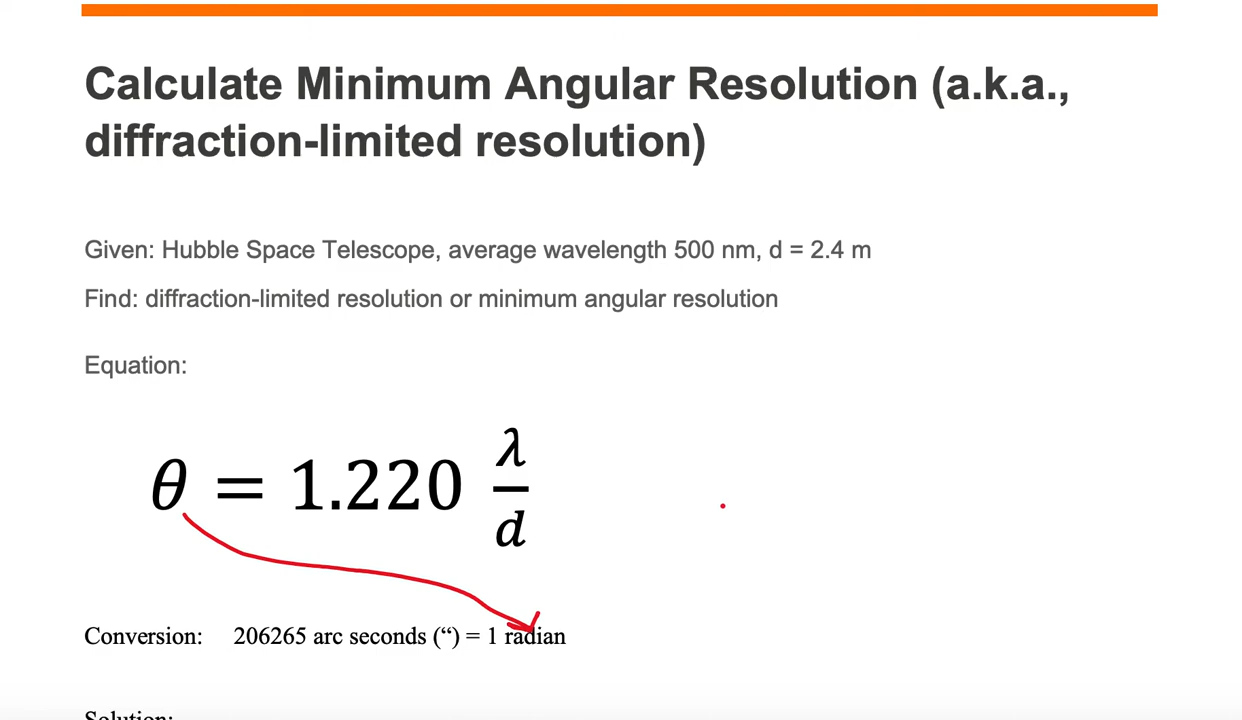 Calculate Minimum Angular Resolution (a.k.a.,
diffraction-limited resolution)
Given: Hubble Space Telescope, average wavelength 500 nm, d = 2.4 m
Find: diffraction-limited resolution or minimum angular resolution
Equation:
θ = 1.220 λ/d
Conversion: 206265 arc seconds (“) = 1 radian
Solution: